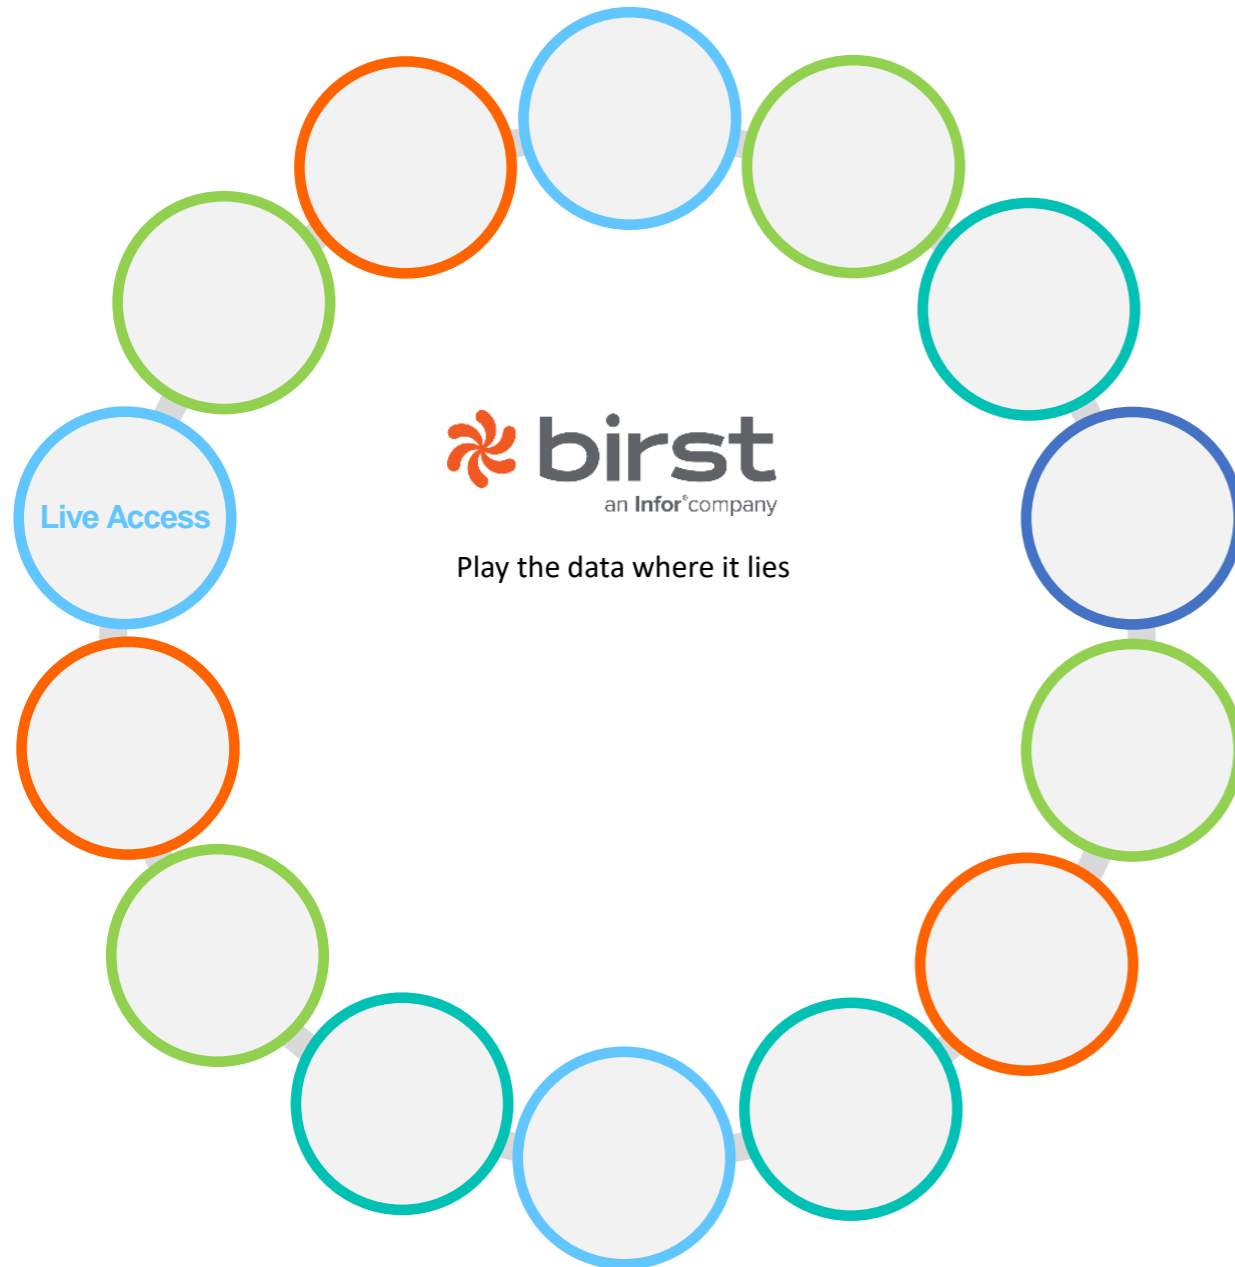 birst
an Infor® company
Live Access
Play the data where it lies